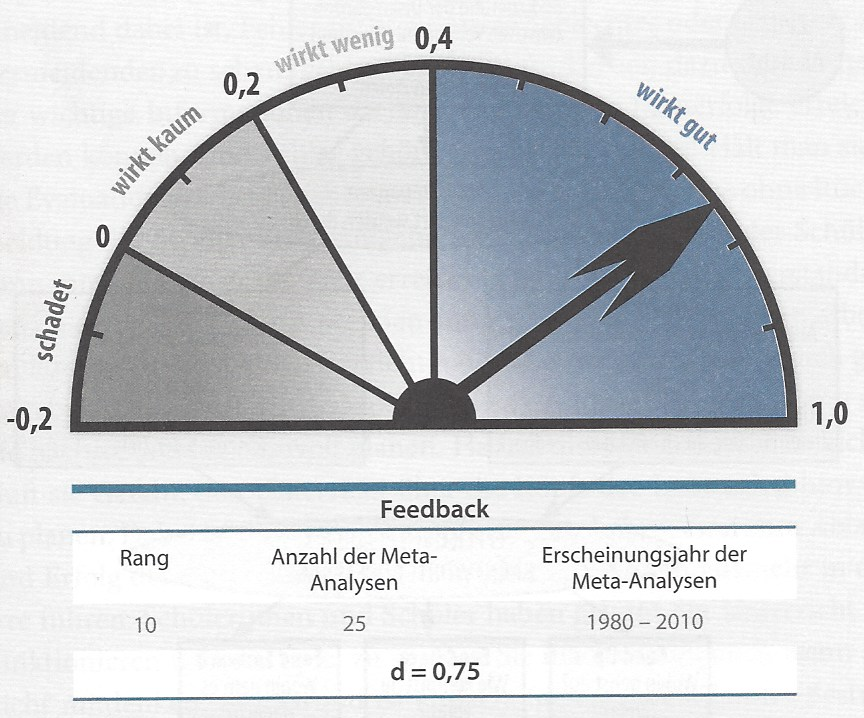 0,4
wirkt wenig
0,2
wirkt gut
wirkt kaum
0
schadet
-0,2
1,0
Feedback
Rang
Anzahl der Meta-
Analysen
Erscheinungsjahr der
Meta-Analysen
10
25
1980 – 2010
d = 0,75